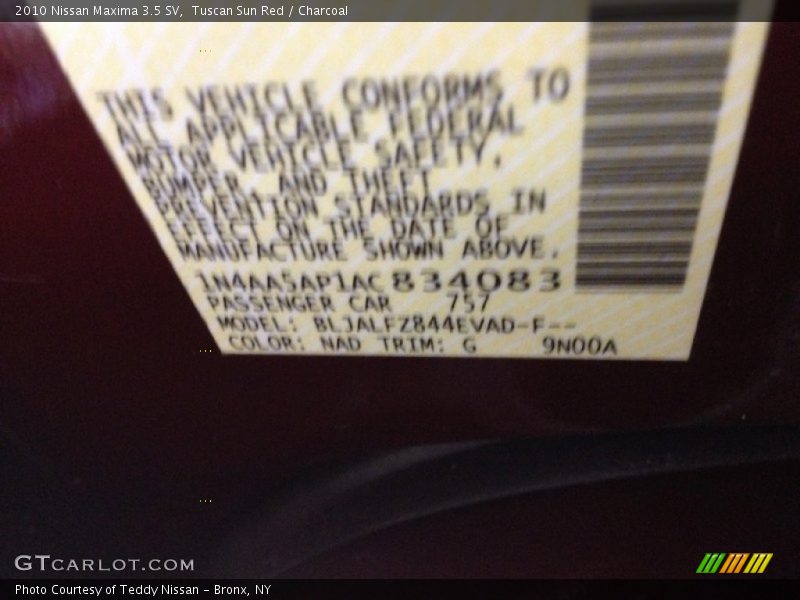 2010 Nissan Maxima 3.5 SV,  Tuscan Sun Red / Charcoal
THIS VEHICLE CONFORMS TO
ALL APPLICABLE FEDERAL
MOTOR VEHICLE SAFETY,
BUMPER, AND THEFT
PREVENTION STANDARDS IN
EFFECT ON THE DATE OF
MANUFACTURE SHOWN ABOVE.
1N4AA5AP1AC834083
PASSENGER CAR 757
MODEL: BLJALFZ844EVAD-F--
COLOR: NAD TRIM: G 9N00A
GTCARLOT.COM
Photo Courtesy of Teddy Nissan - Bronx, NY